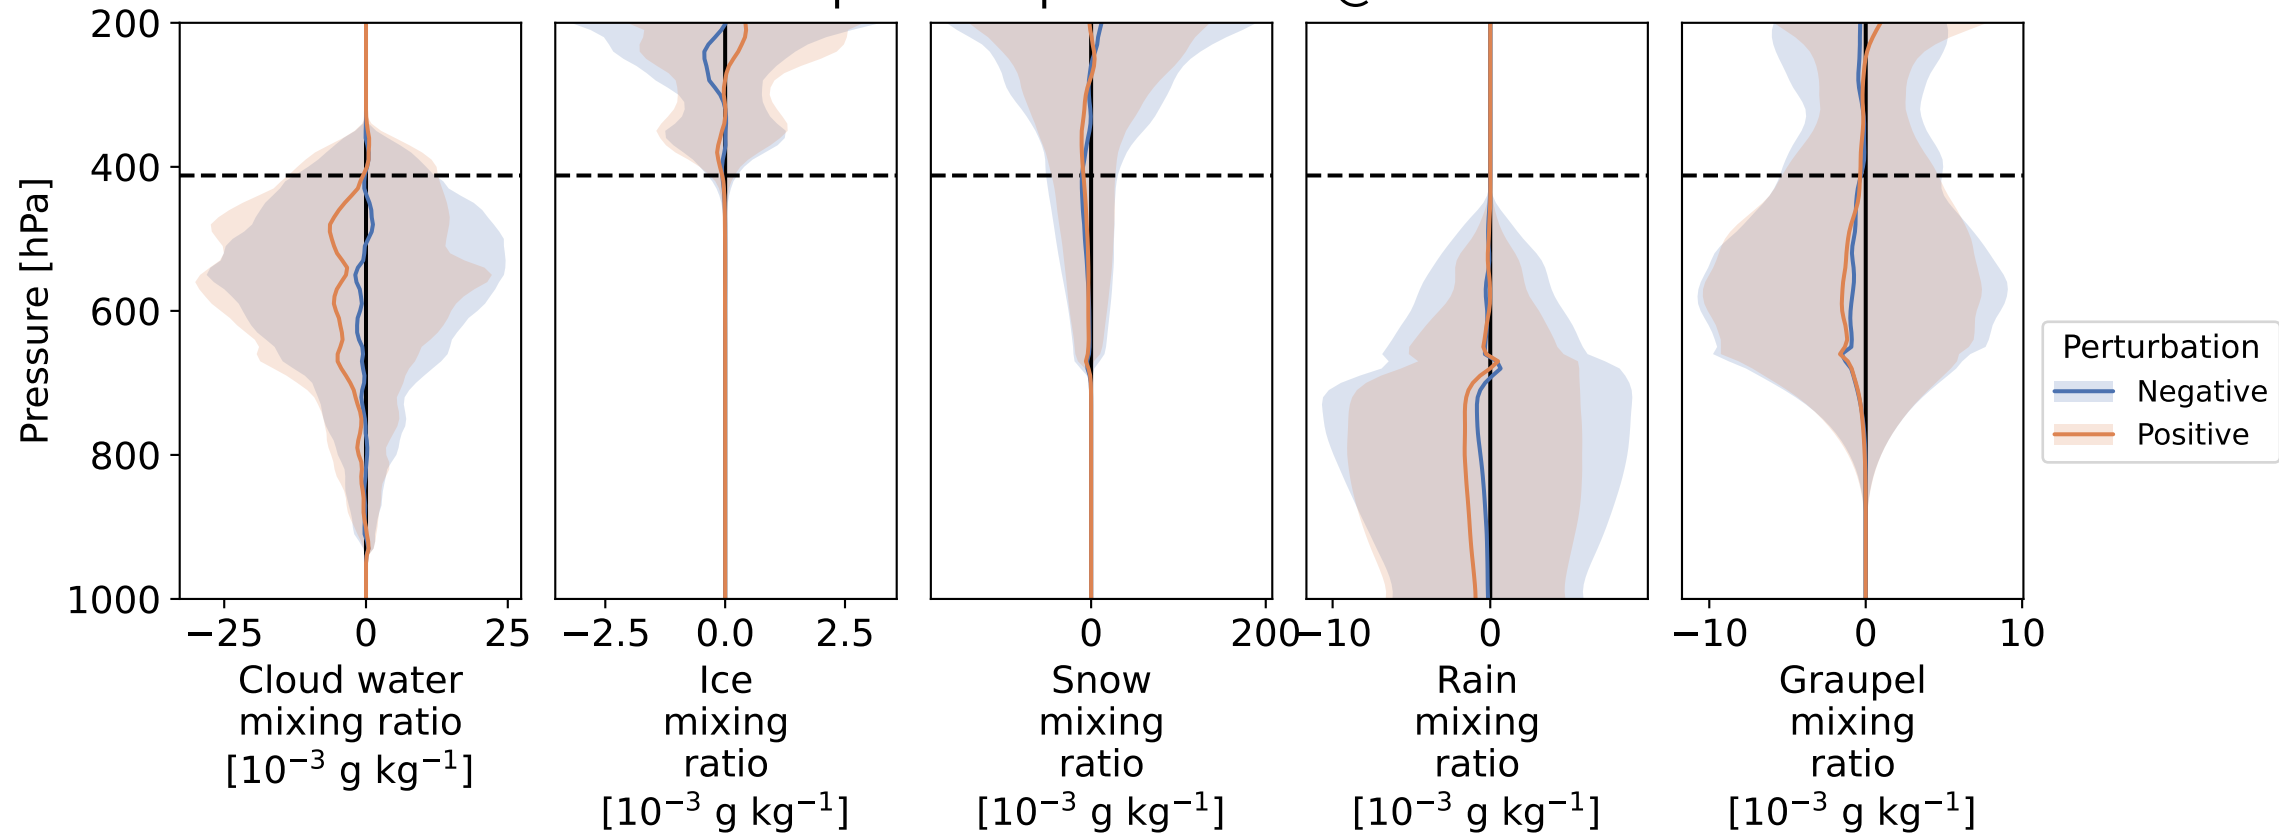 200
400
600
800
1000
Pressure [hPa]
−25 0 25
−2.5 0.0 2.5
0 200
−10 0
−10 0 10
Cloud water
mixing ratio
[10⁻³ g kg⁻¹]
Ice
mixing
ratio
[10⁻³ g kg⁻¹]
Snow
mixing
ratio
[10⁻³ g kg⁻¹]
Rain
mixing
ratio
[10⁻³ g kg⁻¹]
Graupel
mixing
ratio
[10⁻³ g kg⁻¹]
Perturbation
Negative
Positive